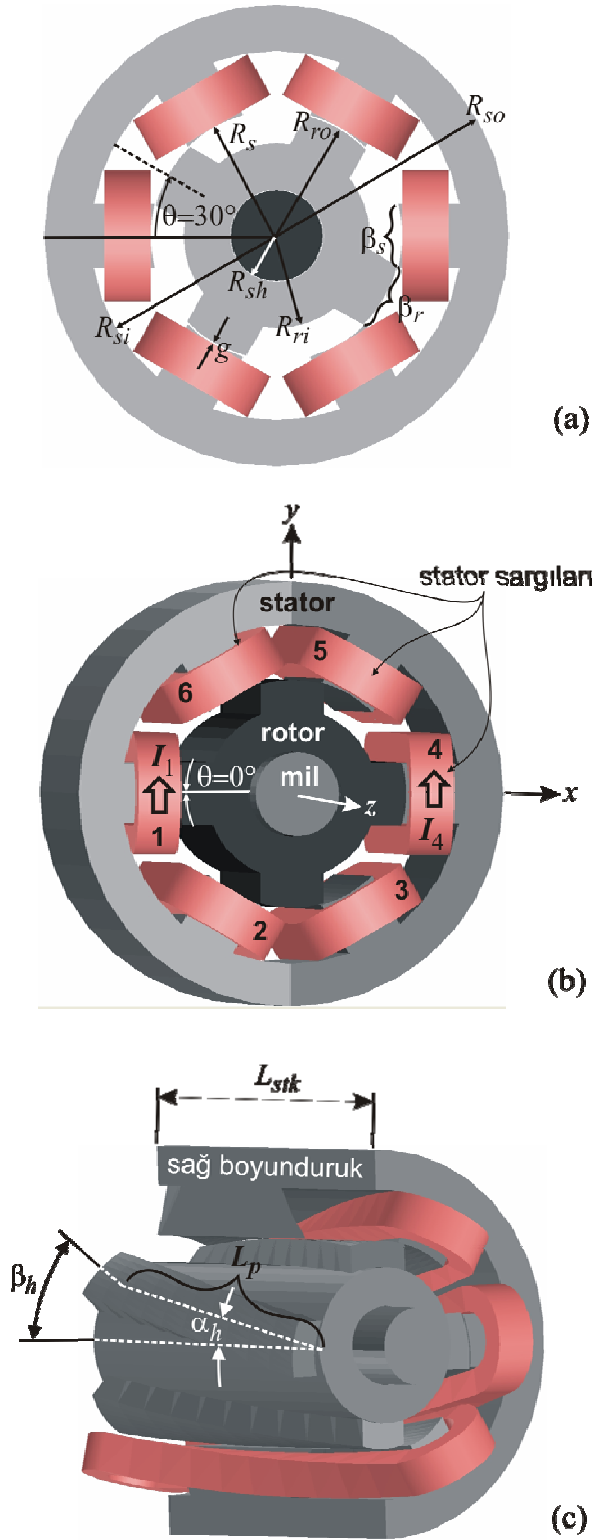 R_so
R_ro
R_s
θ=30°
β_s
R_sh
β_r
R_si
R_ri
g
(a)
y
stator sargıları
stator
5
6
rotor
I_1
4
θ=0°
mil
x
z
1
I_4
3
2
(b)
L_stk
sağ boyunduruk
L_p
β_h
α_h
(c)